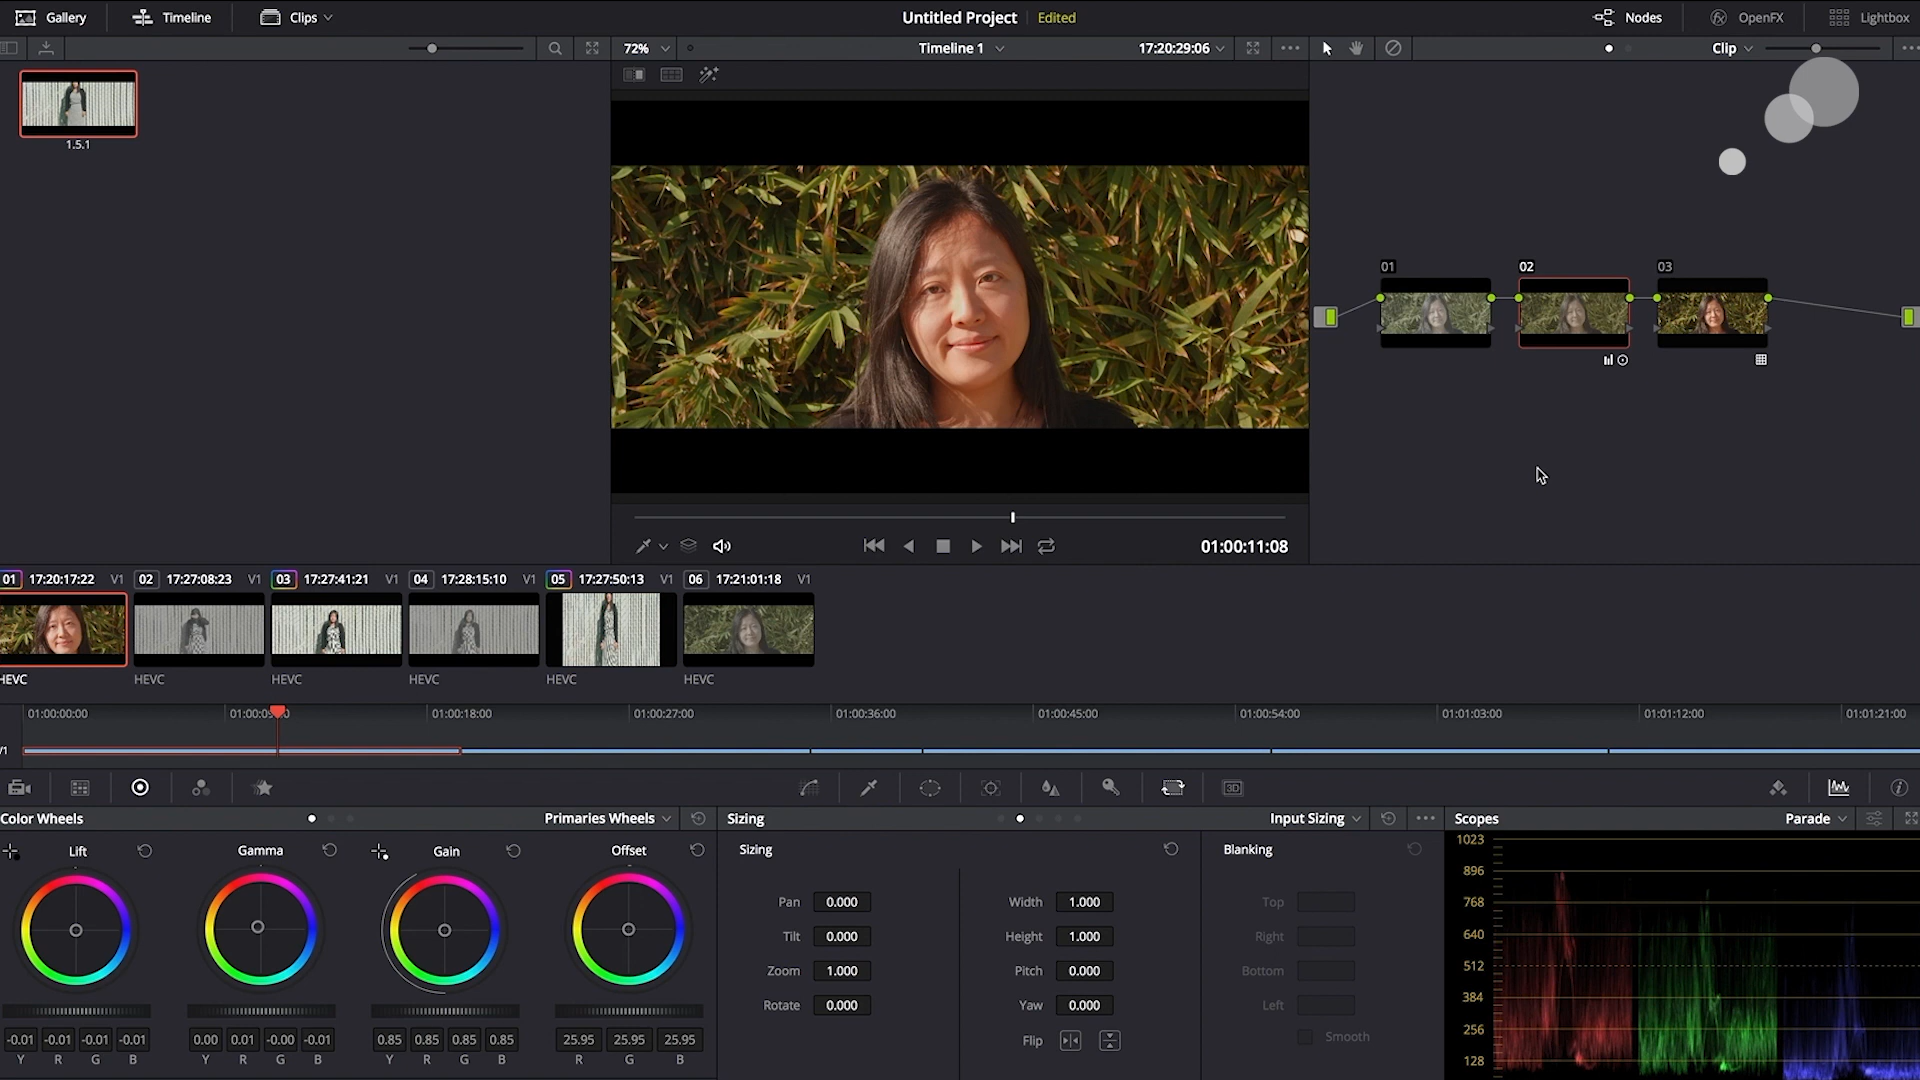 Gallery Timeline Clips Untitled Project Edited Nodes OpenFX Lightbox
72% Timeline 1 17:20:29:06 Clip
1.5.1
01 02 03
01:00:11:08
01 17:20:17:22 V1 02 17:27:08:23 V1 03 17:27:41:21 V1 04 17:28:15:10 V1 05 17:27:50:13 V1 06 17:21:01:18 V1
HEVC HEVC HEVC HEVC HEVC HEVC
01:00:00:00 01:00:09 01:00:18:00 01:00:27:00 01:00:36:00 01:00:45:00 01:00:54:00 01:01:03:00 01:01:12:00 01:01:21:00
V1
3D
Color Wheels Primaries Wheels Sizing Input Sizing Scopes Parade
Lift Gamma Gain Offset Sizing Blanking
Pan 0.000 Width 1.000 Top
Tilt 0.000 Height 1.000 Right
Zoom 1.000 Pitch 0.000 Bottom
Rotate 0.000 Yaw 0.000 Left
Flip Smooth
-0.01 -0.01 -0.01 -0.01 0.00 0.01 -0.00 -0.01 0.85 0.85 0.85 0.85 25.95 25.95 25.95
Y R G B Y R G B Y R G B R G B
1023
896
768
640
512
384
256
128